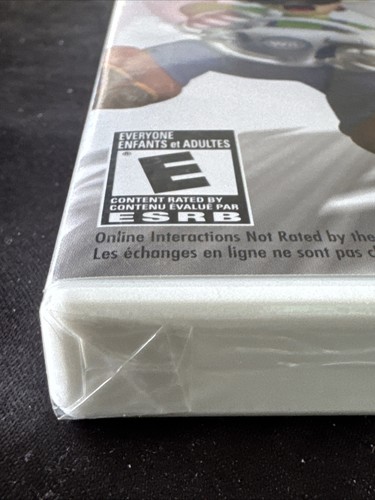 EVERYONE
ENFANTS et ADULTES
E
CONTENT RATED BY
CONTENU ÉVALUÉ PAR
ESRB
Online Interactions Not Rated by the
Les échanges en ligne ne sont pas